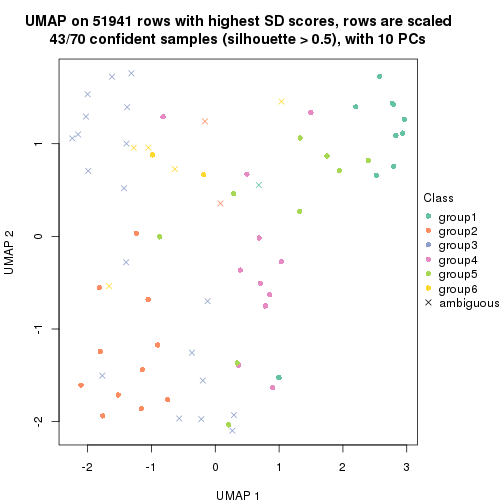 UMAP on 51941 rows with highest SD scores, rows are scaled
43/70 confident samples (silhouette > 0.5), with 10 PCs
1
0
-1
-2
UMAP 2
-2
-1
0
1
2
3
UMAP 1
Class
group1
group2
group3
group4
group5
group6
ambiguous